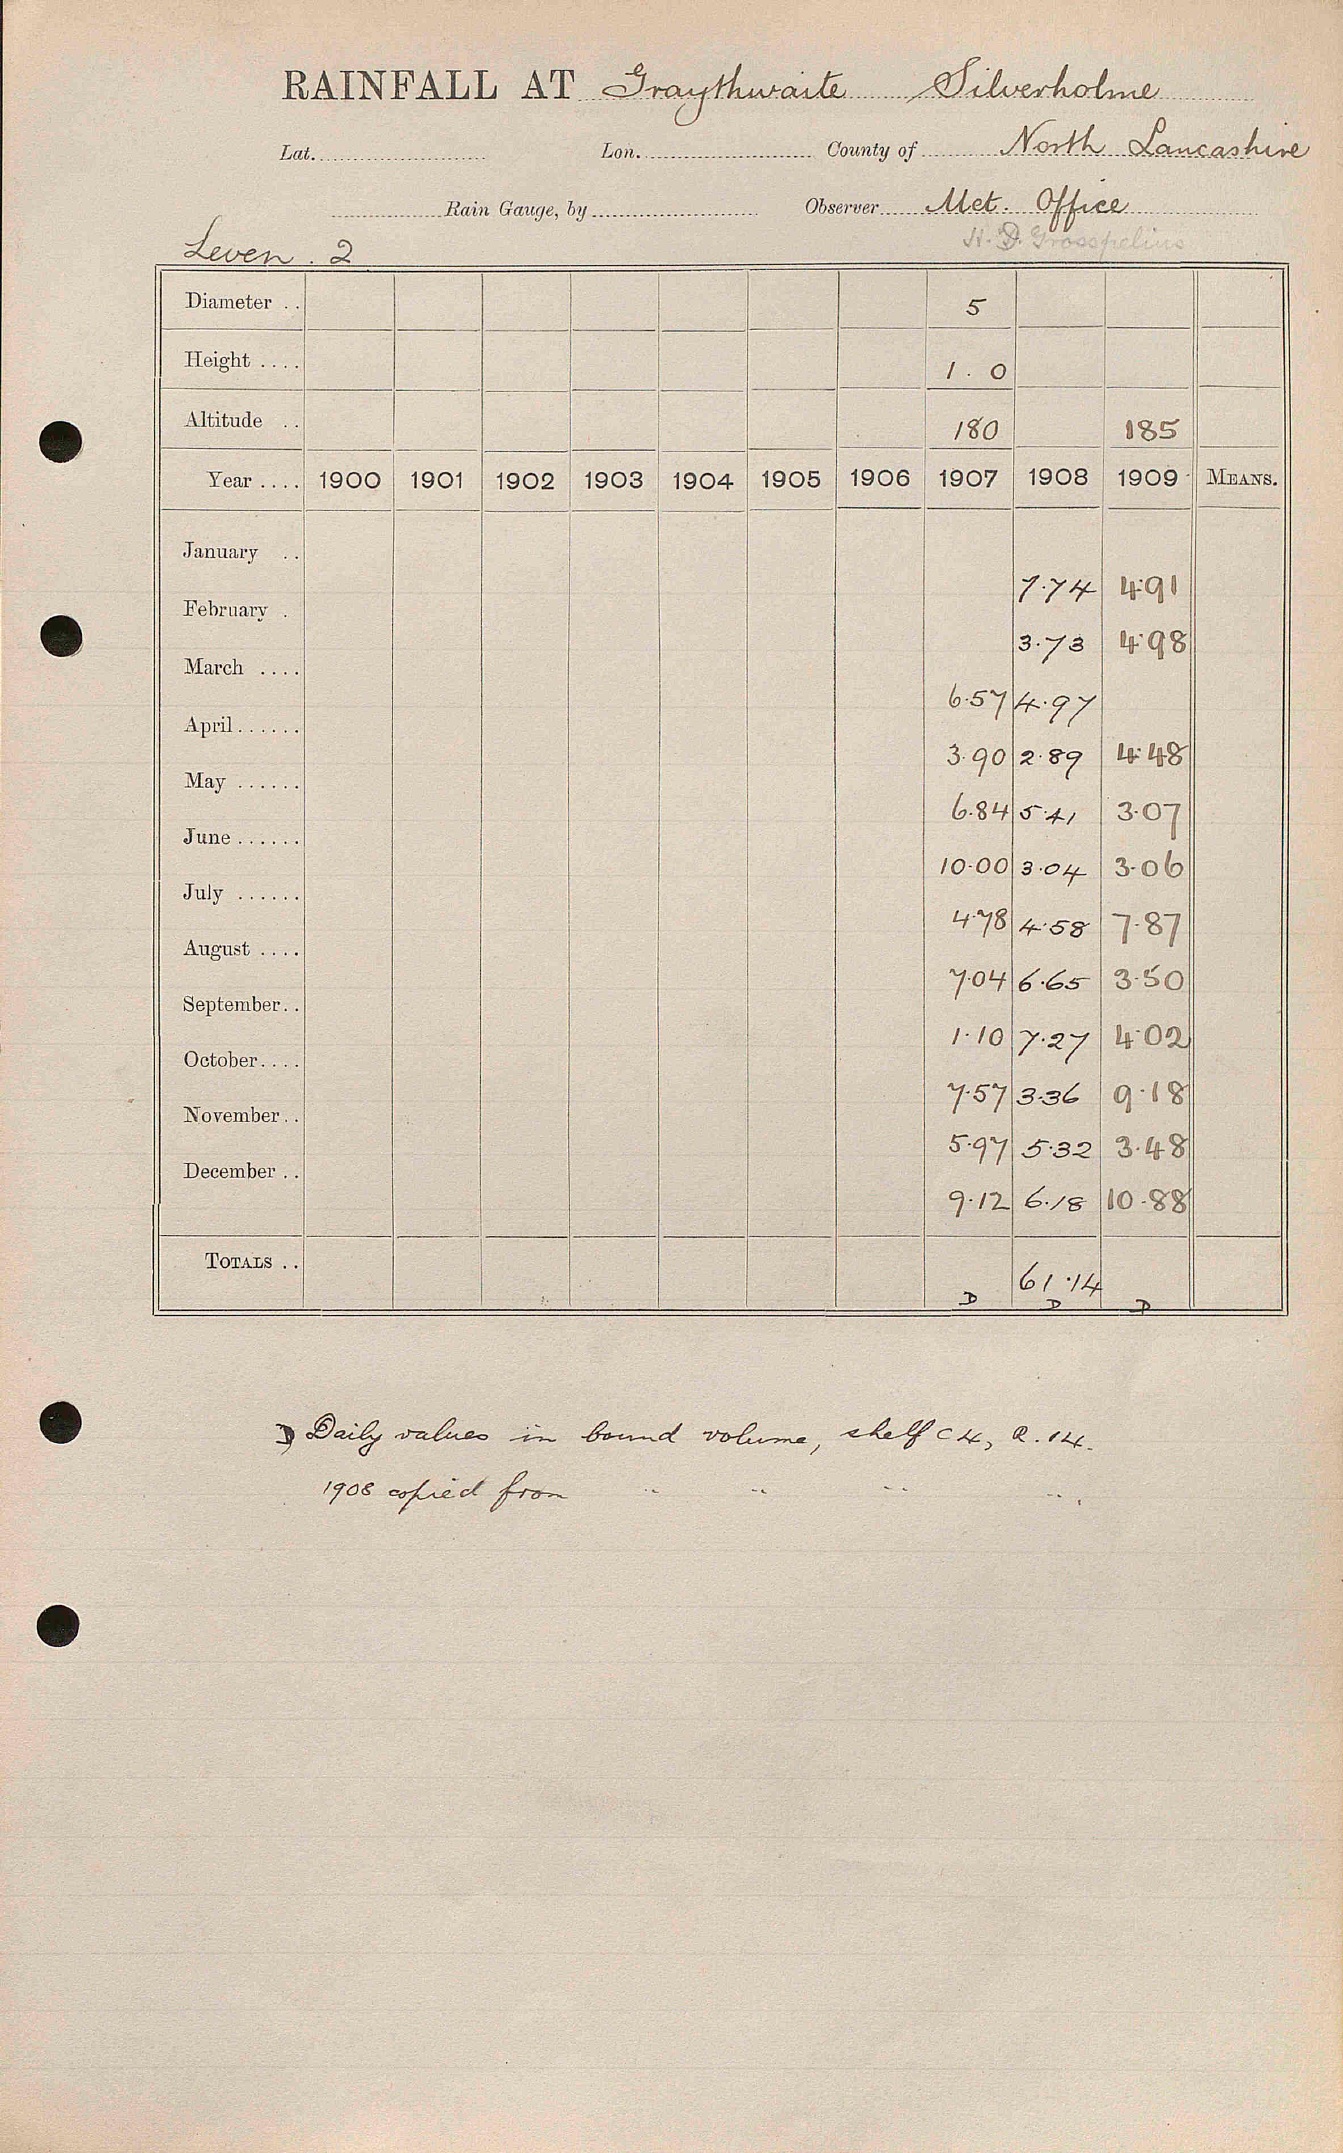 RAINFALL AT Graythwaite Silverholme
Lat. Lon. County of North Lancashire
Rain Gauge, by Observer Met. Office
Leven. 2
Diameter .. 5
Height .... 1. 0
Altitude .. 180 185
Year .... 1900 1901 1902 1903 1904 1905 1906 1907 1908 1909 MEANS.
January .. 7.74 4.91
February . 3.73 4.98
March .... 6.57 4.97
April...... 3.90 2.89 4.48
May ...... 6.84 5.41 3.07
June ...... 10.00 3.04 3.06
July ...... 4.78 4.58 7.87
August .... 7.04 6.65 3.50
September.. 1.10 7.27 4.02
October.... 7.57 3.36 9.18
November.. 5.97 5.32 3.48
December .. 9.12 6.18 10.88
TOTALS .. 61.14
D D D
D Daily values in bound volume, shelf C4, R.14.
1908 copied from " " " " .